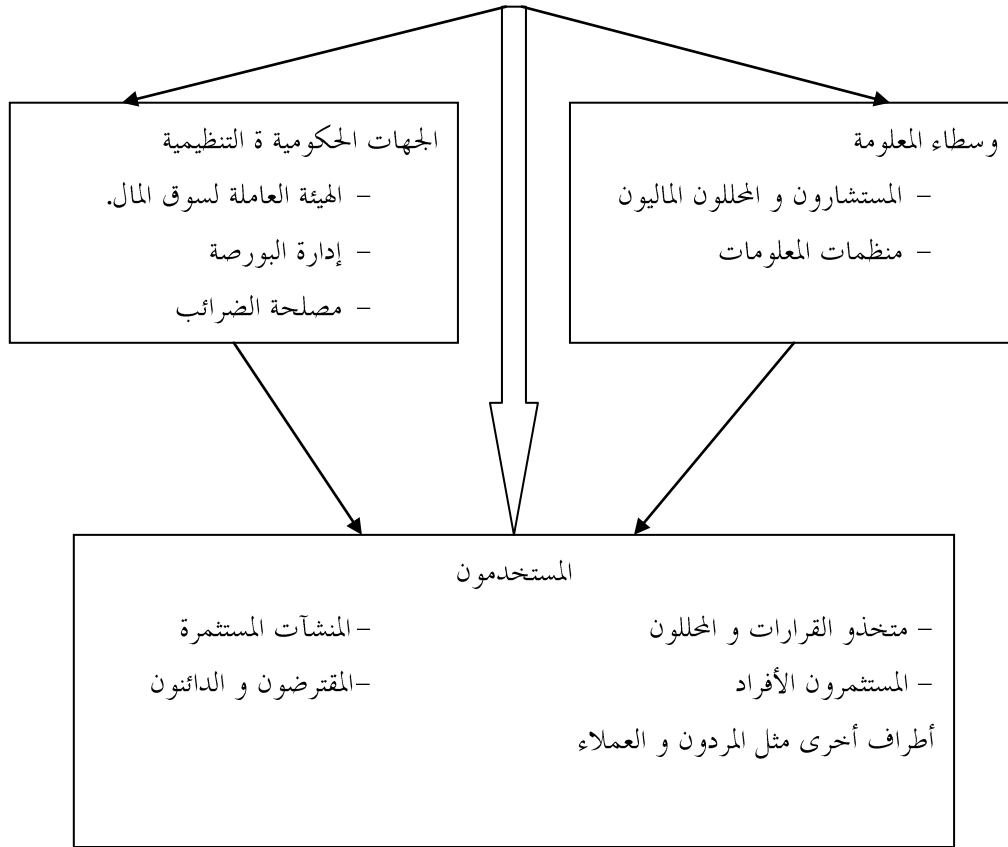 وسطاء المعلومة
– المستشارون و المحللون الماليون
– منظمات المعلومات
الجهات الحكومية ة التنظيمية
– الهيئة العاملة لسوق المال.
– إدارة البورصة
– مصلحة الضرائب
المستخدمون
– متخذو القرارات و المحللون
– المستثمرون الأفراد
أطراف أخرى مثل المردون و العملاء
– المنشآت المستثمرة
–المقترضون و الدائنون